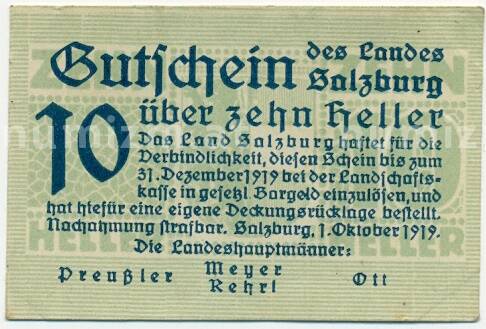 Gutschein des Landes
Salzburg
10 über zehn Heller
Das Land Salzburg haftet für die
Verbindlichkeit, diesen Schein bis zum
31. Dezember 1919 bei der Landschafts-
kasse in gesetzl. Bargeld einzulösen, und
hat hiefür eine eigene Deckungsrücklage bestellt.
Nachahmung strafbar. Salzburg, 1. Oktober 1919.
Die Landeshauptmänner:
Preußler Meyer Ott
Rehrl
HELLER HELLER